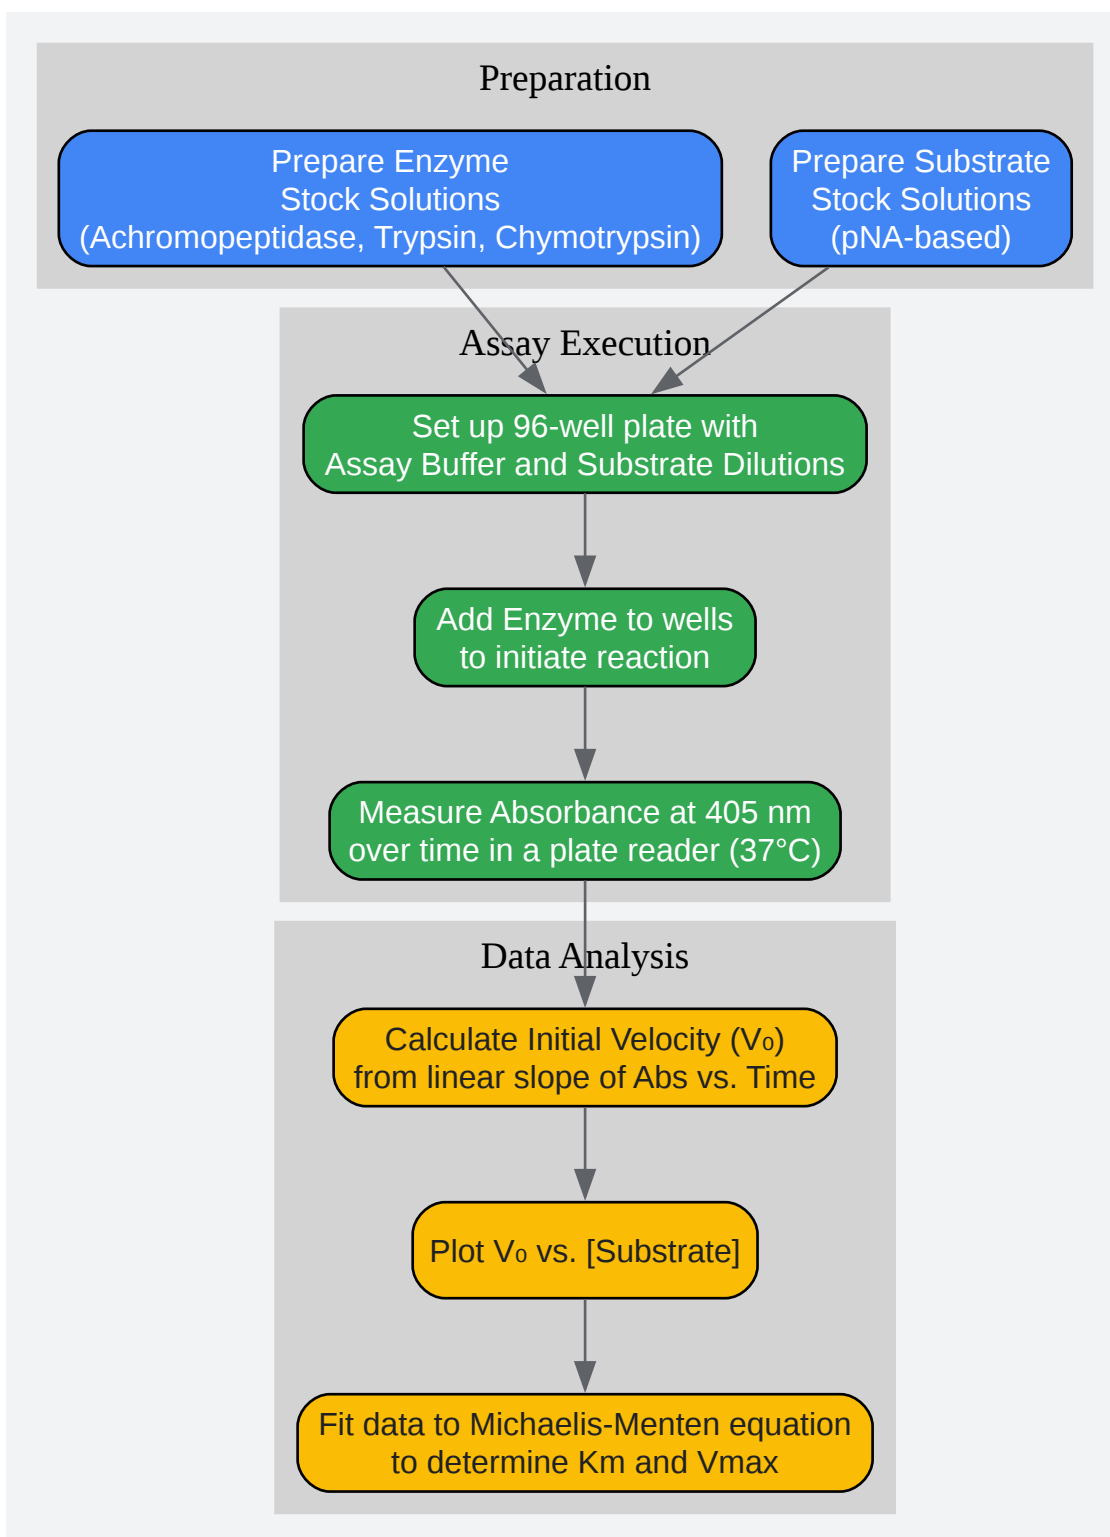 Preparation
Prepare Enzyme
Stock Solutions
(Achromopeptidase, Trypsin, Chymotrypsin)
Prepare Substrate
Stock Solutions
(pNA-based)
Assay Execution
Set up 96-well plate with
Assay Buffer and Substrate Dilutions
Add Enzyme to wells
to initiate reaction
Measure Absorbance at 405 nm
over time in a plate reader (37°C)
Data Analysis
Calculate Initial Velocity (V₀)
from linear slope of Abs vs. Time
Plot V₀ vs. [Substrate]
Fit data to Michaelis-Menten equation
to determine Km and Vmax